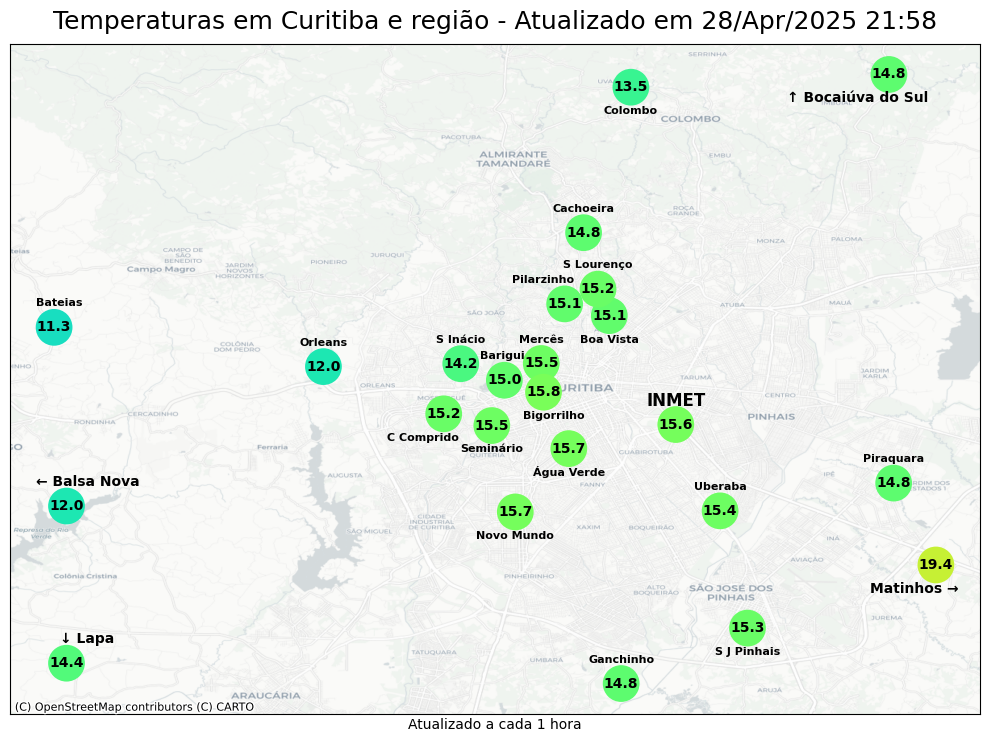 Temperaturas em Curitiba e região - Atualizado em 28/Apr/2025 21:58
SERRINHA
14.8
13.5
↑ Bocaiúva do Sul
Colombo
COLOMBO
PACOTUBA
ALMIRANTE
TAMANDARÉ
EMBU
Cachoeira
ROÇA
GRANDE
14.8
MONZA
PALOMA
CAMPO DE
SÃO
BENEDITO
JURUQUI
PIONEIRO
Campo Magro
JARDIM
NOVOS
HORIZONTES
S Lourenço
Pilarzinho
15.2
15.1
Bateias
ATUBA
MAUÁ
SÃO JOÃO
15.1
11.3
Orleans
S Inácio
Mercês
Boa Vista
COLÔNIA
DOM PEDRO
Barigui
15.5
14.2
12.0
JARDIM
KARLA
15.0
TARUMÃ
ORLEANS
15.8
CURITIBA
CENTRO
INMET
15.2
Bigorrilho
PINHAIS
CERCADINHO
RONDINHA
15.5
15.6
C Comprido
Ferraria
Seminário
15.7
GUABIROTUBA
Piraquara
AUGUSTA
Água Verde
IPÊ
← Balsa Nova
FANNY
Uberaba
14.8
JARDIM DOS
ESTADOS I
12.0
15.7
15.4
CIDADE
INDUSTRIAL
DE CURITIBA
SÃO MIGUEL
XAXIM
BOQUEIRÃO
Represa do Rio
Verde
Novo Mundo
INÁ
AVIAÇÃO
19.4
Colônia Cristina
PINHEIRINHO
ALTO
BOQUEIRÃO
SÃO JOSÉ DOS
PINHAIS
Matinhos →
JUREMA
15.3
↓ Lapa
S J Pinhais
TATUQUARA
UMBARÁ
Ganchinho
14.4
14.8
ARUJÁ
ARAUCÁRIA
(C) OpenStreetMap contributors (C) CARTO
Atualizado a cada 1 hora